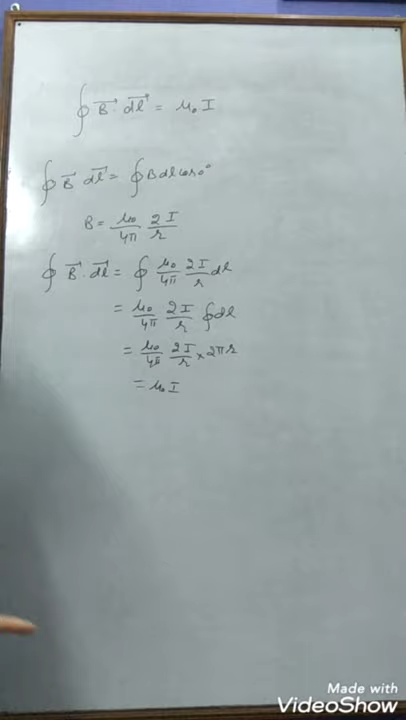 ∮ B⃗ · dl⃗ = μ₀ I
∮ B⃗ dl⃗ = ∮ B dl cos 0°
B = μ₀/4π 2I/r
∮ B⃗ · dl⃗ = ∮ μ₀/4π 2I/r dl
= μ₀/4π 2I/r ∮ dl
= μ₀/4π 2I/r × 2πr
= μ₀ I
Made with
VideoShow